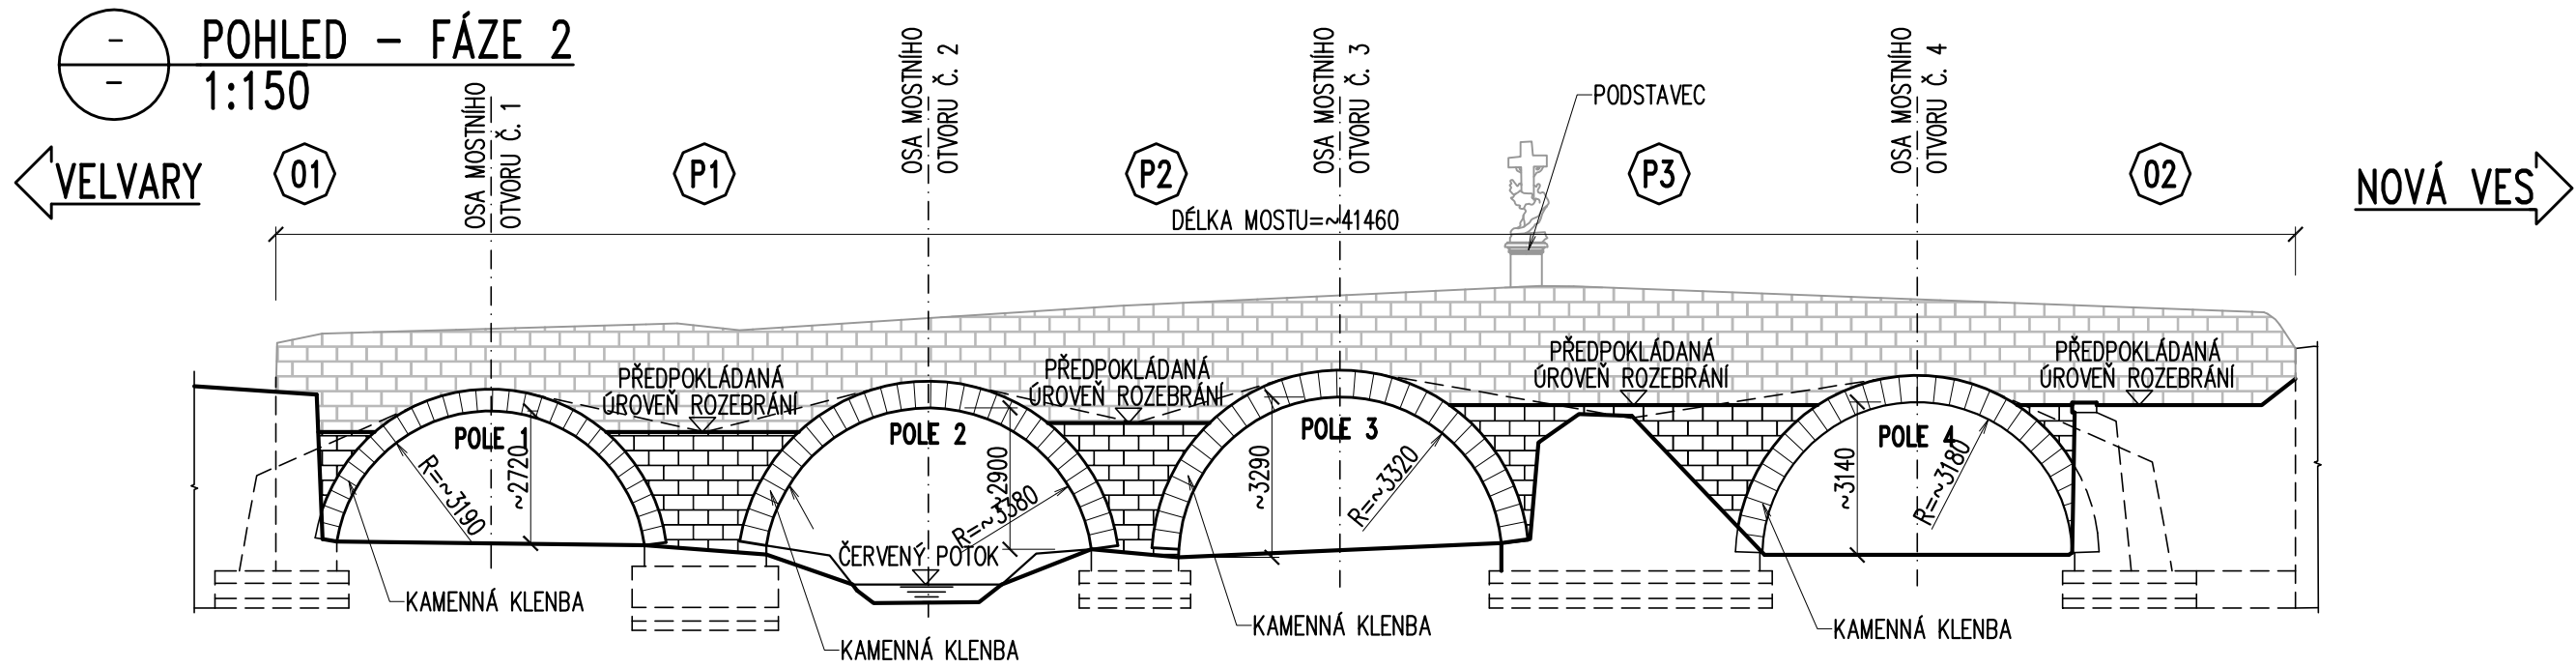 -
-
POHLED - FÁZE 2
1:150
VELVARY
O1
OSA MOSTNÍHO
OTVORU Č. 1
P1
OSA MOSTNÍHO
OTVORU Č. 2
P2
OSA MOSTNÍHO
OTVORU Č. 3
PODSTAVEC
P3
OSA MOSTNÍHO
OTVORU Č. 4
O2
NOVÁ VES
DÉLKA MOSTU=~41460
PŘEDPOKLÁDANÁ
ÚROVEŇ ROZEBRÁNÍ
PŘEDPOKLÁDANÁ
ÚROVEŇ ROZEBRÁNÍ
PŘEDPOKLÁDANÁ
ÚROVEŇ ROZEBRÁNÍ
PŘEDPOKLÁDANÁ
ÚROVEŇ ROZEBRÁNÍ
POLE 1
R=~3190
~2720
POLE 2
~2900
R=~3380
POLE 3
~3290
R=~3320
POLE 4
~3140
R=~3180
ČERVENÝ POTOK
KAMENNÁ KLENBA
KAMENNÁ KLENBA
KAMENNÁ KLENBA
KAMENNÁ KLENBA